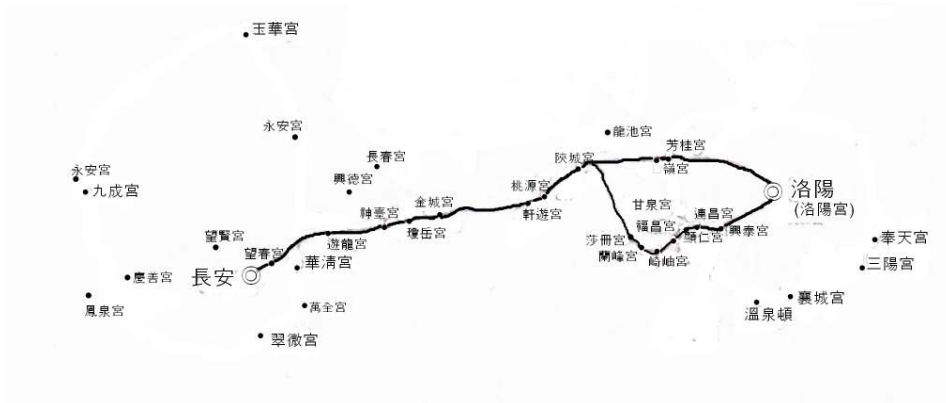 玉華宮
永安宮
龍池宮
芳桂宮
陝城宮
嶺宮
長春宮
永安宮
九成宮
興德宮
桃源宮
洛陽
(洛陽宮)
金城宮
神臺宮
軒遊宮
甘泉宮
連昌宮
福昌宮
瓊岳宮
興泰宮
顯仁宮
莎冊宮
蘭峰宮
崎岫宮
望賢宮
望春宮
遊龍宮
華清宮
長安
慶善宮
鳳泉宮
萬全宮
翠微宮
奉天宮
三陽宮
襄城宮
溫泉頓